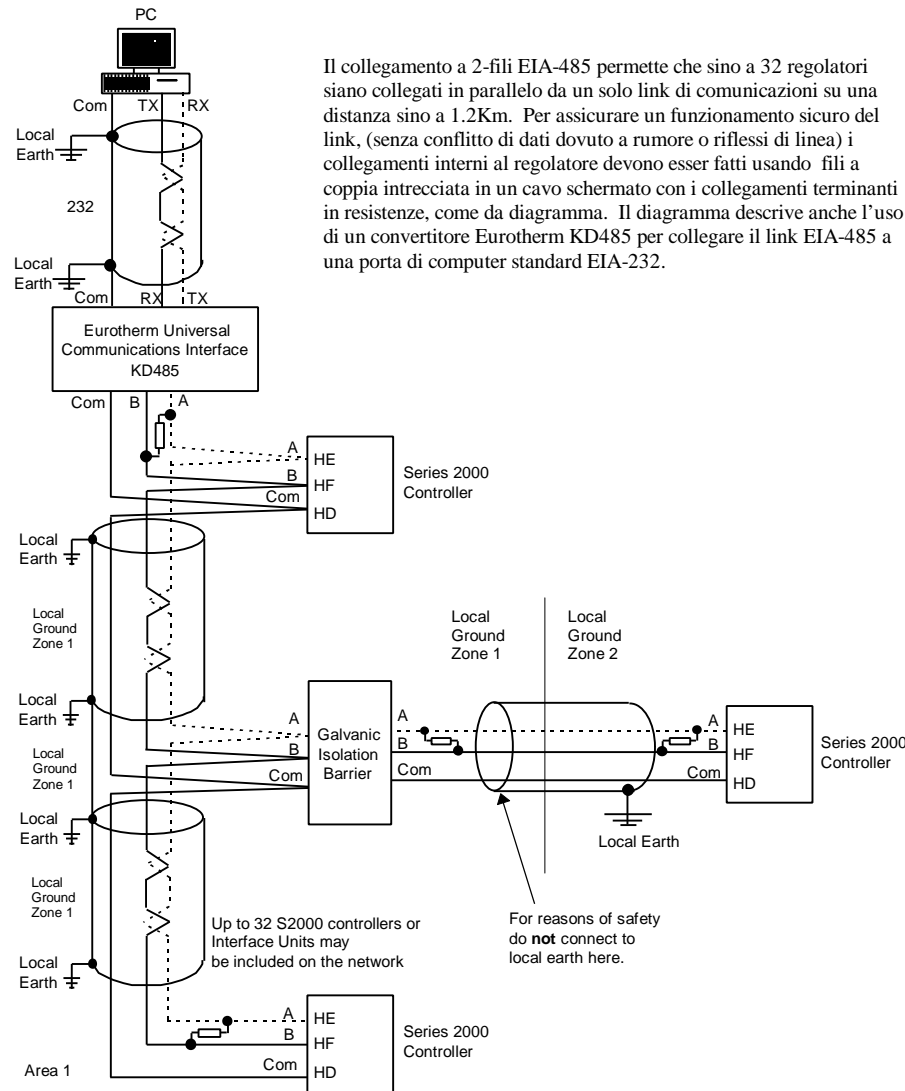 PC
Il collegamento a 2-fili EIA-485 permette che sino a 32 regolatori
siano collegati in parallelo da un solo link di comunicazioni su una
distanza sino a 1.2Km. Per assicurare un funzionamento sicuro del
link, (senza conflitto di dati dovuto a rumore o riflessi di linea) i
collegamenti interni al regolatore devono esser fatti usando fili a
coppia intrecciata in un cavo schermato con i collegamenti terminanti
in resistenze, come da diagramma. Il diagramma descrive anche l'uso
di un convertitore Eurotherm KD485 per collegare il link EIA-485 a
una porta di computer standard EIA-232.
Com TX RX
Local
Earth
232
Local
Earth
Com RX TX
Eurotherm Universal
Communications Interface
KD485
Com B A
A HE
B HF
Com HD
Series 2000
Controller
Local
Earth
Local
Ground
Zone 1
Local
Earth
Local
Ground
Zone 1
Local
Ground
Zone 2
A
B
Com
Galvanic
Isolation
Barrier
A
B
Com
A HE
B HF
Com HD
Series 2000
Controller
Local Earth
Local
Ground
Zone 1
Local
Earth
Local
Ground
Zone 1
Up to 32 S2000 controllers or
Interface Units may
be included on the network
For reasons of safety
do not connect to
local earth here.
Local
Earth
A HE
B HF
Com HD
Series 2000
Controller
Area 1